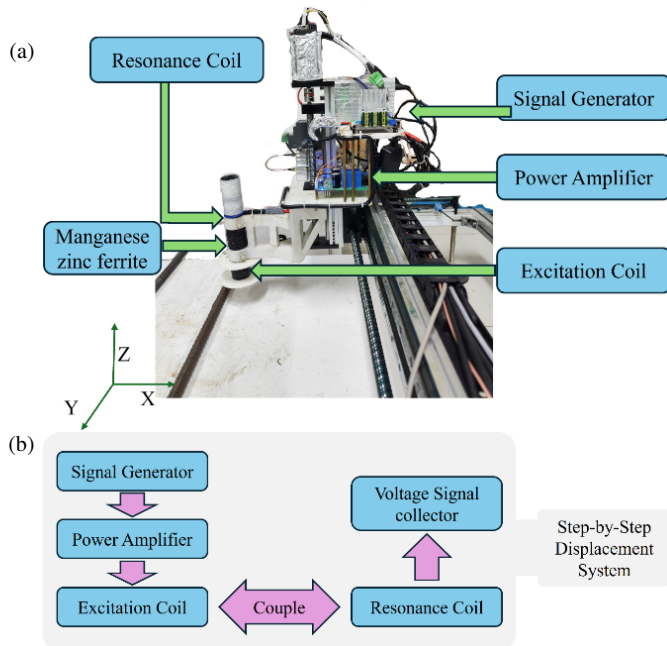 (a)
Resonance Coil
Signal Generator
Power Amplifier
Manganese
zinc ferrite
Excitation Coil
Z
Y
X
(b)
Signal Generator
Voltage Signal
collector
Power Amplifier
Step-by-Step
Displacement
System
Excitation Coil
Couple
Resonance Coil